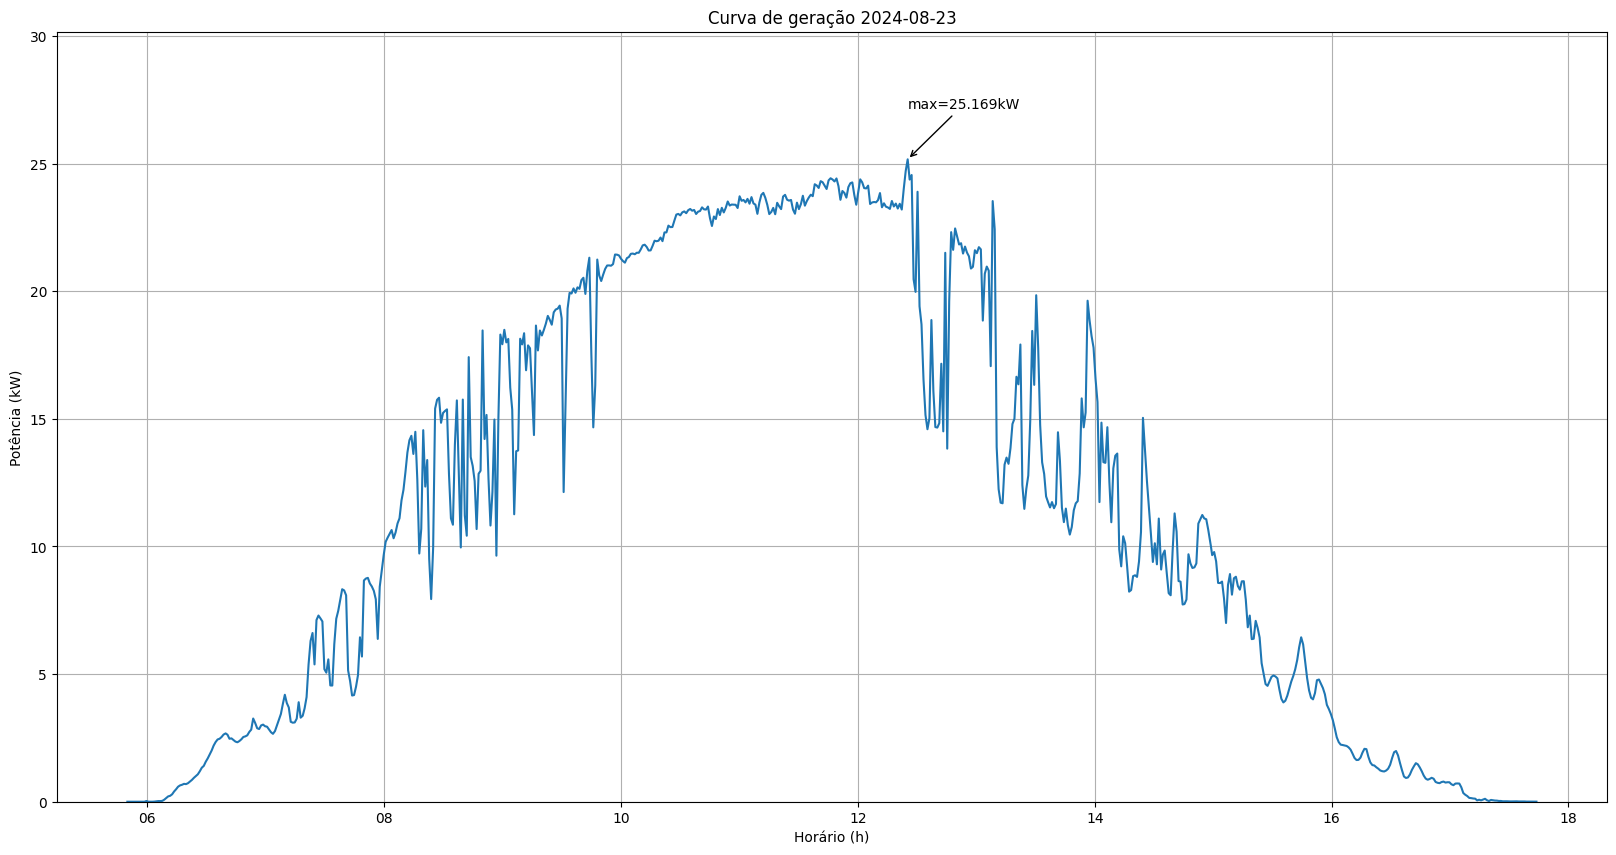 Curva de geração 2024-08-23
30
25
20
15
10
5
0
Potência (kW)
max=25.169kW
06 08 10 12 14 16 18
Horário (h)